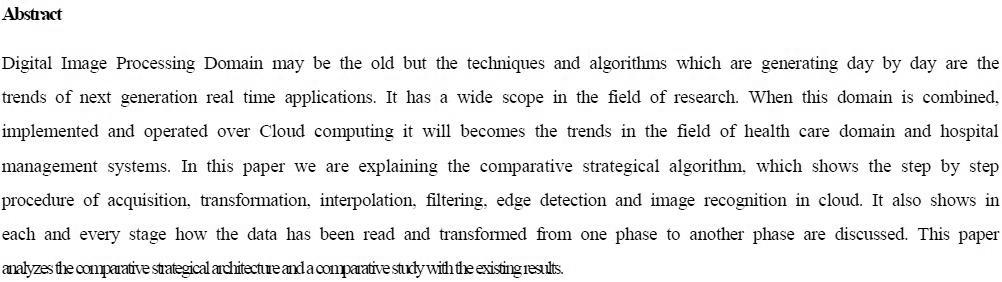 Abstract
Digital Image Processing Domain may be the old but the techniques and algorithms which are generating day by day are the
trends of next generation real time applications. It has a wide scope in the field of research. When this domain is combined,
implemented and operated over Cloud computing it will becomes the trends in the field of health care domain and hospital
management systems. In this paper we are explaining the comparative strategical algorithm, which shows the step by step
procedure of acquisition, transformation, interpolation, filtering, edge detection and image recognition in cloud. It also shows in
each and every stage how the data has been read and transformed from one phase to another phase are discussed. This paper
analyzes the comparative strategical architecture and a comparative study with the existing results.